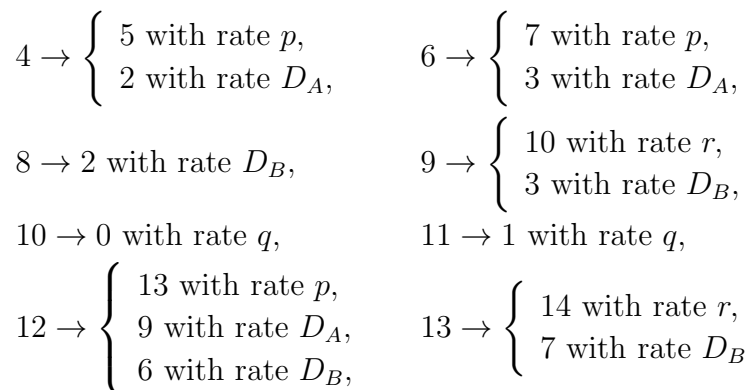 4 → { 5 with rate p,
2 with rate D_A,
6 → { 7 with rate p,
3 with rate D_A,
8 → 2 with rate D_B,
9 → { 10 with rate r,
3 with rate D_B,
10 → 0 with rate q,
11 → 1 with rate q,
12 → { 13 with rate p,
9 with rate D_A,
6 with rate D_B,
13 → { 14 with rate r,
7 with rate D_B